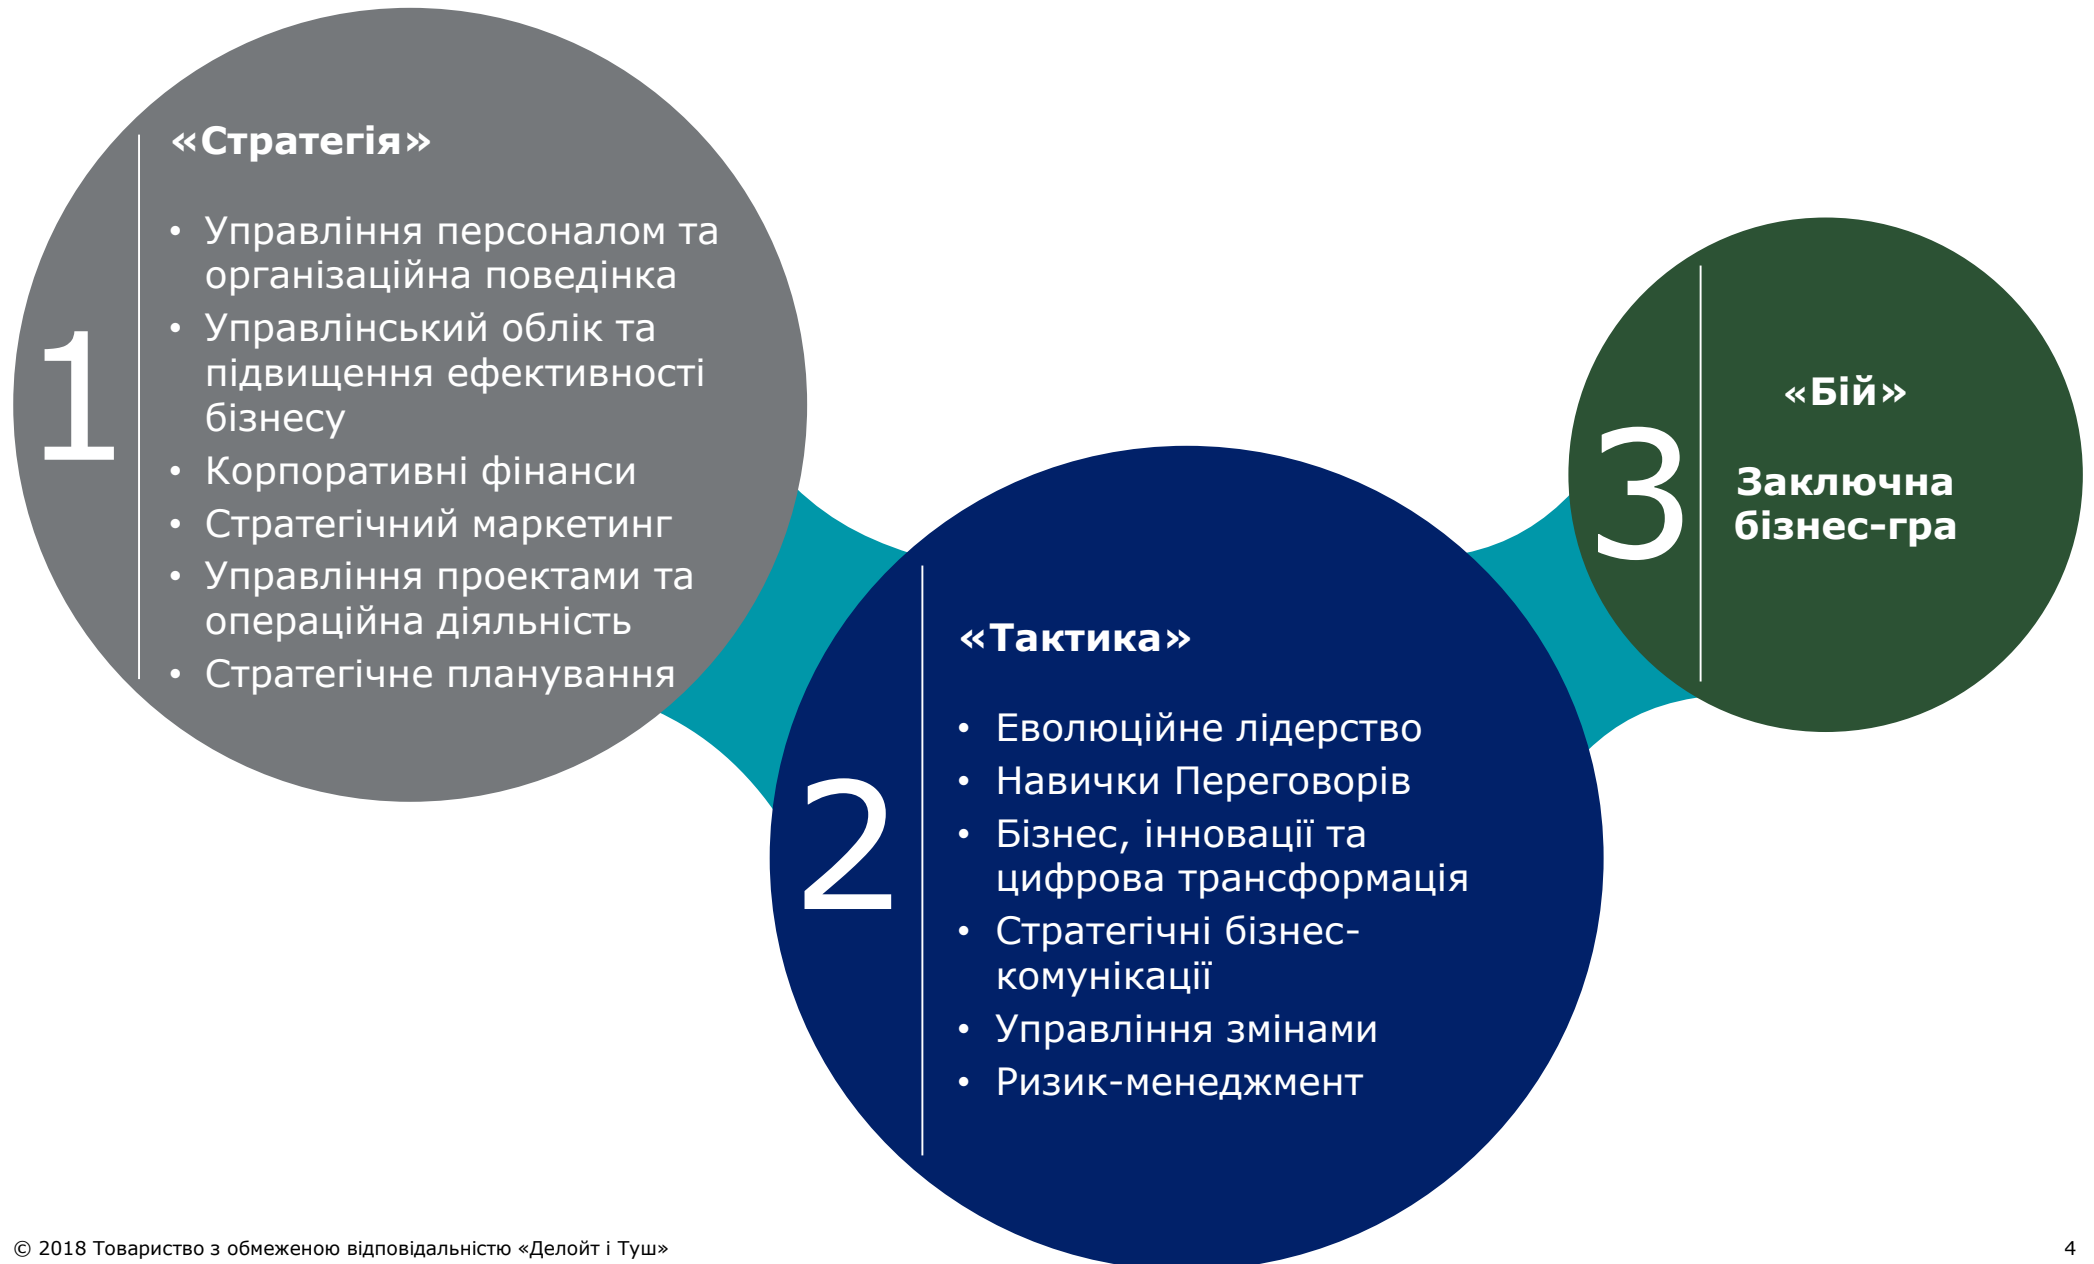 1
«Стратегія»
• Управління персоналом та
організаційна поведінка
• Управлінський облік та
підвищення ефективності
бізнесу
• Корпоративні фінанси
• Стратегічний маркетинг
• Управління проектами та
операційна діяльність
• Стратегічне планування
2
«Тактика»
• Еволюційне лідерство
• Навички Переговорів
• Бізнес, інновації та
цифрова трансформація
• Стратегічні бізнес-
комунікації
• Управління змінами
• Ризик-менеджмент
3
«Бій»
Заключна
бізнес-гра
© 2018 Товариство з обмеженою відповідальністю «Делойт і Туш»
4